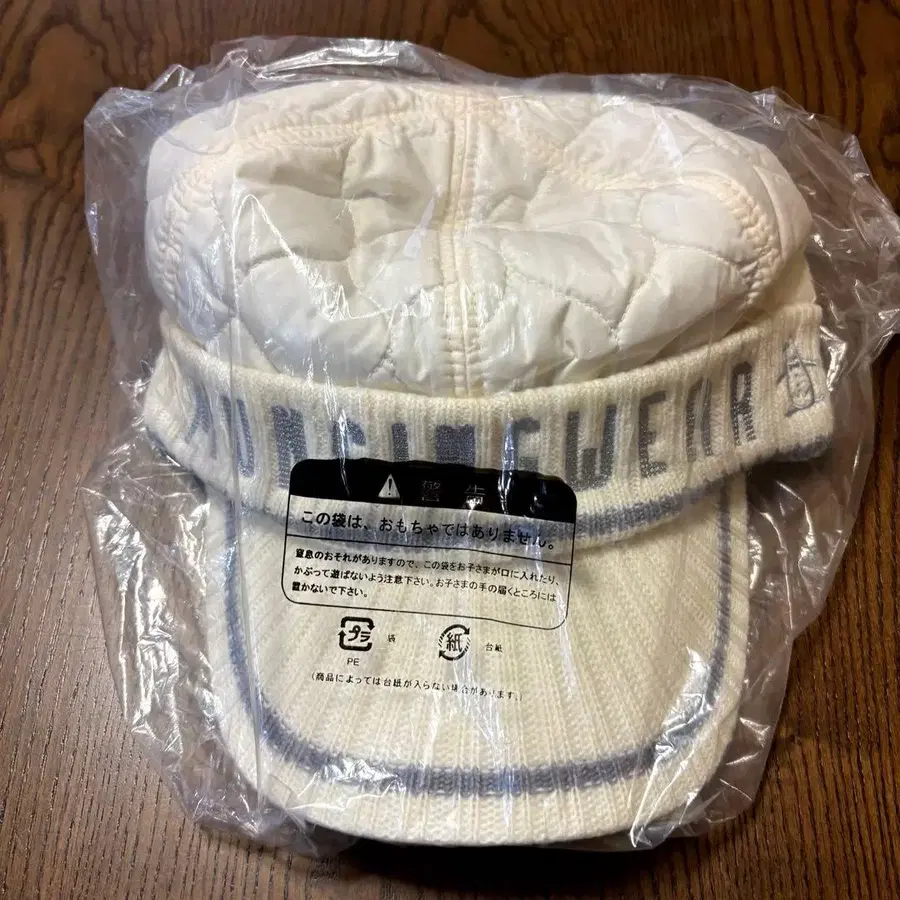 MUNSINGWEAR
警 告
この袋は、おもちゃではありません。
窒息のおそれがありますので、この袋をお子さまが口に入れたり、
かぶって遊ばないよう注意下さい。お子さまの手の届くところには
置かないで下さい。
プラ 袋 紙 台紙
PE
(商品によっては台紙が入らない場合があります。)